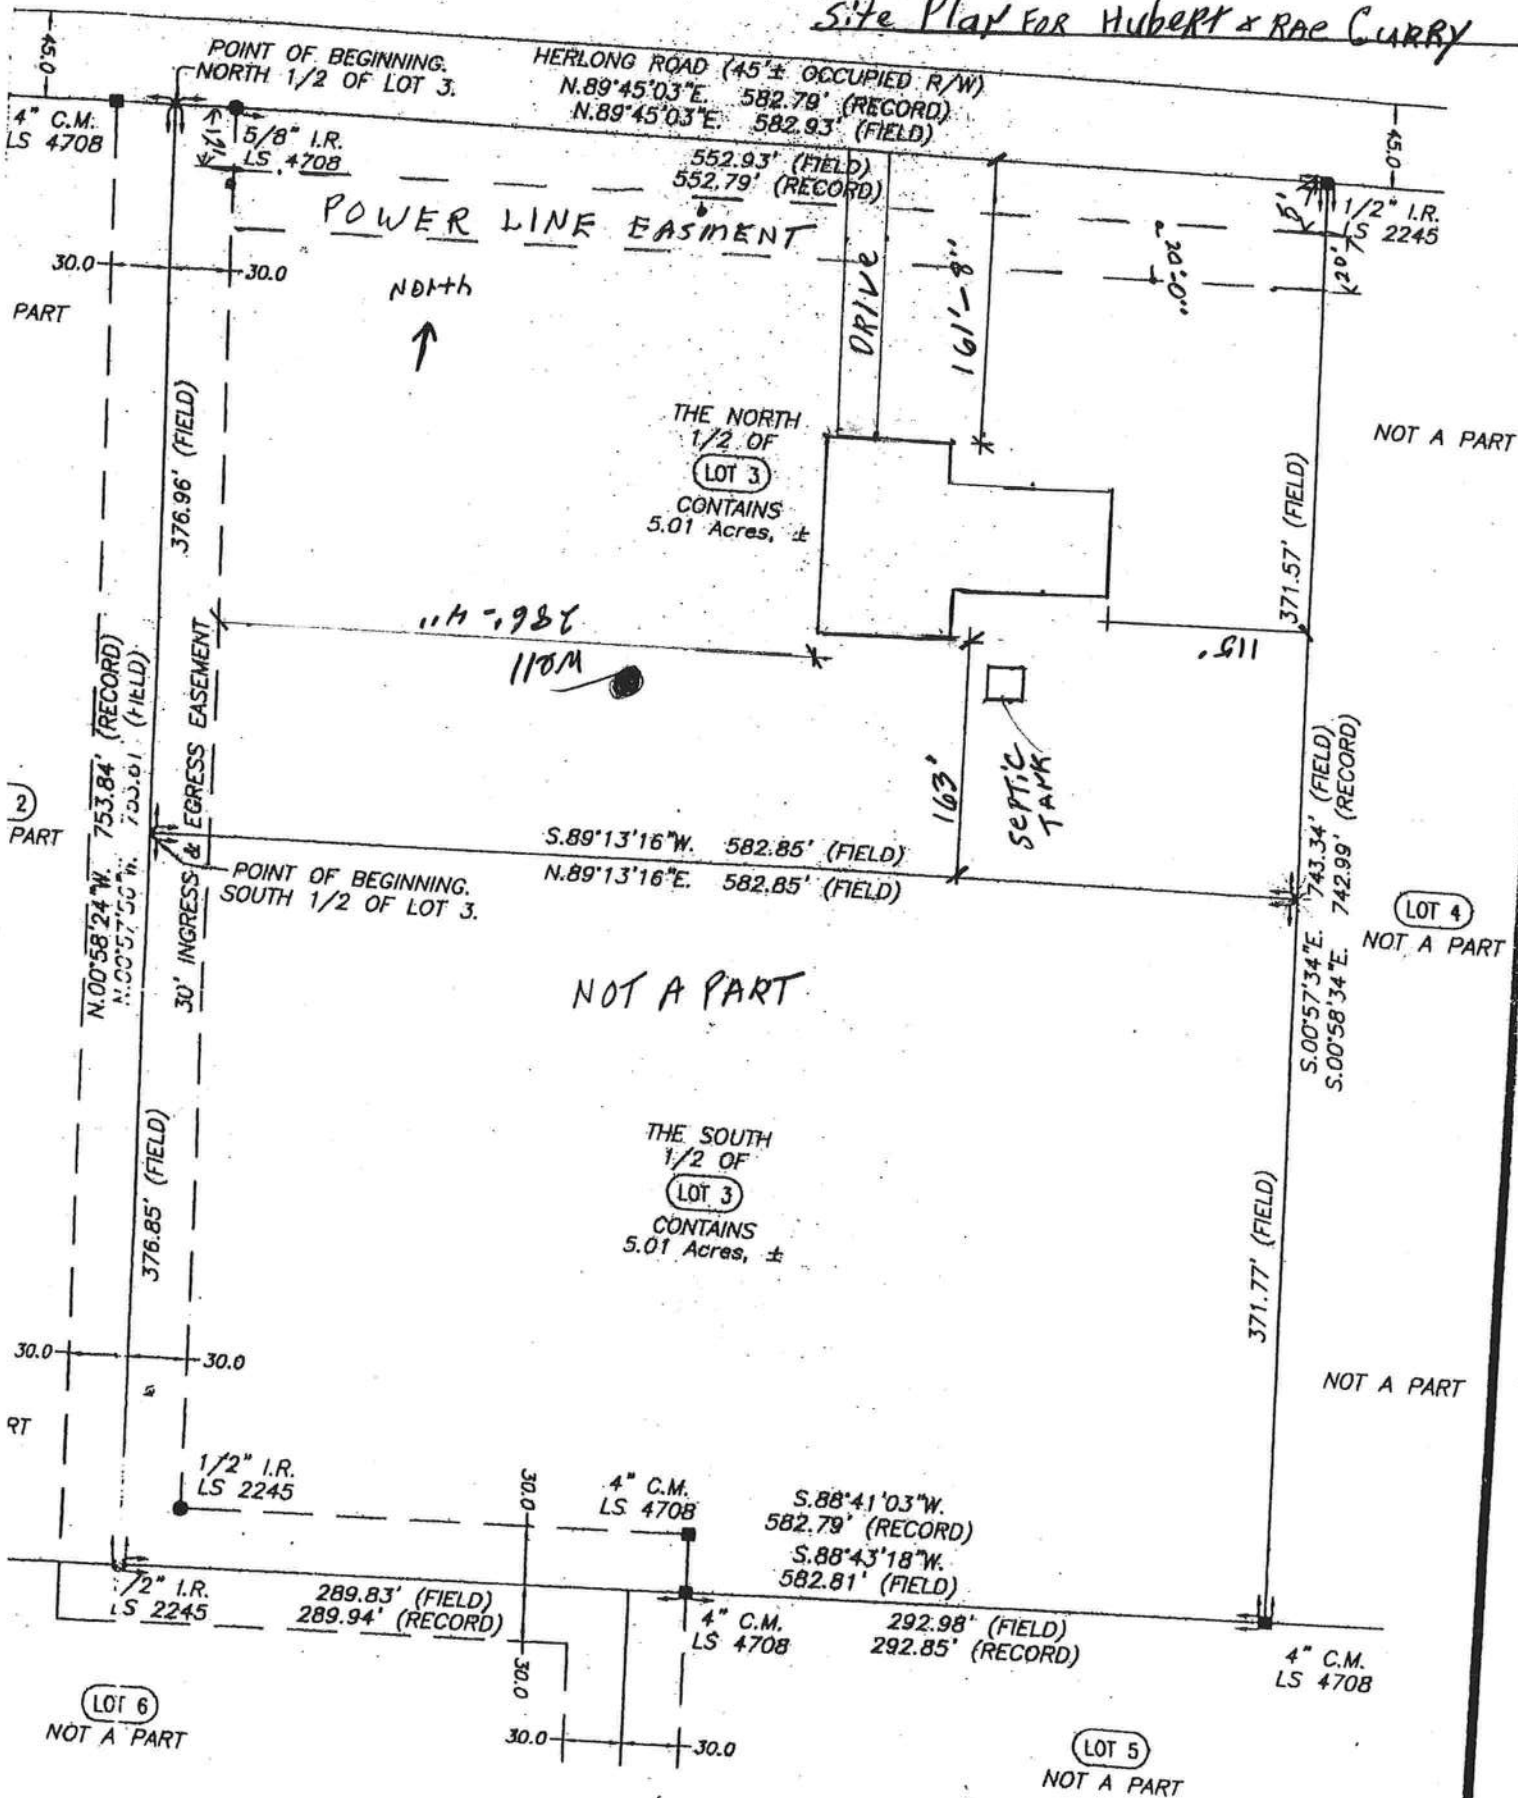 Site Plan FOR HubeRt & RAe CURRY
45.0
POINT OF BEGINNING.
NORTH 1/2 OF LOT 3.
HERLONG ROAD (45'± OCCUPIED R/W)
N.89°45'03"E. 582.79' (RECORD)
N.89°45'03"E. 582.93' (FIELD)
4" C.M.
LS 4708
5/8" I.R.
LS 4708
552.93' (FIELD)
552.79' (RECORD)
45.0
1/2" I.R.
LS 2245
5'
20'
POWER LINE EASMENT
20'-0"
30.0
30.0
North
PART
DRIVE
161'-8"
376.96' (FIELD)
THE NORTH
1/2 OF
LOT 3
CONTAINS
5.01 Acres, ±
NOT A PART
371.57' (FIELD)
286'-4"
Well
115'
163'
SEPTIC
TANK
N.00°58'24"W. 753.84' (RECORD)
(FIELD)
30' INGRESS & EGRESS EASEMENT
2
PART
S.89°13'16"W. 582.85' (FIELD)
N.89°13'16"E. 582.85' (FIELD)
POINT OF BEGINNING.
SOUTH 1/2 OF LOT 3.
S.00°57'34"E. 743.34' (FIELD)
S.00°58'34"E. 742.99' (RECORD)
LOT 4
NOT A PART
NOT A PART
376.85' (FIELD)
THE SOUTH
1/2 OF
LOT 3
CONTAINS
5.01 Acres, ±
371.77' (FIELD)
30.0
30.0
NOT A PART
RT
1/2" I.R.
LS 2245
30.0
4" C.M.
LS 4708
S.88°41'03"W.
582.79' (RECORD)
S.88°43'18"W.
582.81' (FIELD)
1/2" I.R.
LS 2245
289.83' (FIELD)
289.94' (RECORD)
4" C.M.
LS 4708
292.98' (FIELD)
292.85' (RECORD)
4" C.M.
LS 4708
30.0
LOT 6
NOT A PART
30.0
30.0
LOT 5
NOT A PART